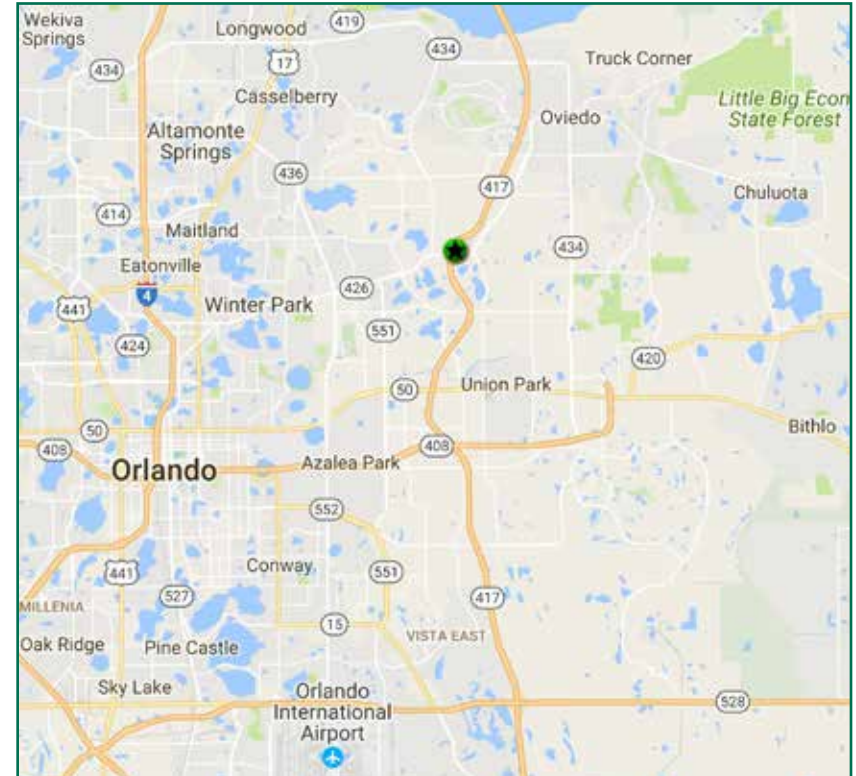 Wekiva
Springs
Longwood
419
434
17
434
Truck Corner
Casselberry
Little Big Econ
State Forest
Oviedo
Altamonte
Springs
436
417
Chuluota
414
Maitland
434
Eatonville
4
426
441
Winter Park
551
424
420
50
Union Park
50
Bithlo
408
408
Azalea Park
Orlando
552
Conway
441
551
527
417
MILLENIA
15
VISTA EAST
Oak Ridge
Pine Castle
Sky Lake
Orlando
International
Airport
528